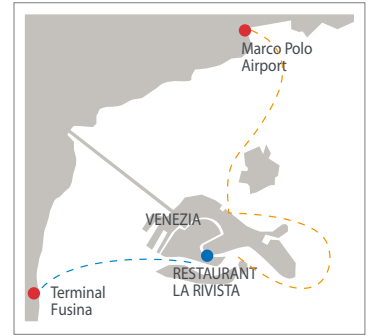 Marco Polo
Airport
VENEZIA
RESTAURANT
LA RIVISTA
Terminal
Fusina